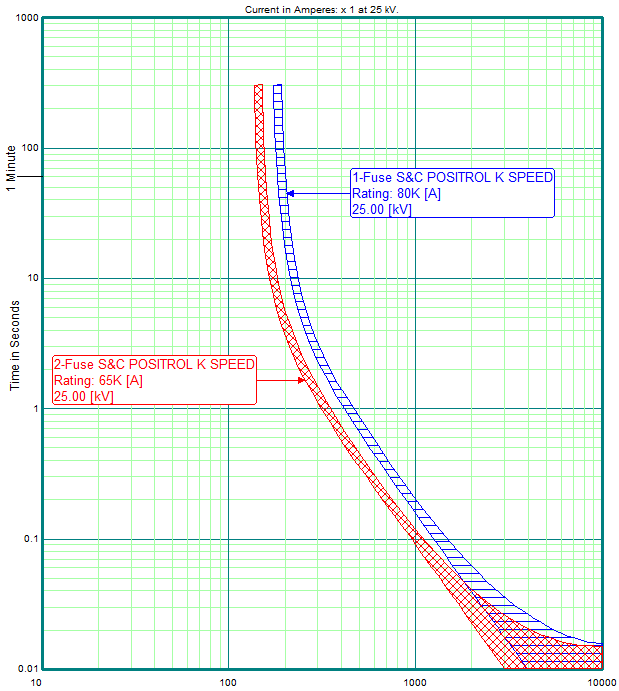 Current in Amperes: x 1 at 25 kV.
1000
100
1 Minute
1-Fuse S&C POSITROL K SPEED
Rating: 80K [A]
25.00 [kV]
10
Time in Seconds
2-Fuse S&C POSITROL K SPEED
Rating: 65K [A]
25.00 [kV]
1
0.1
0.01
10 100 1000 10000